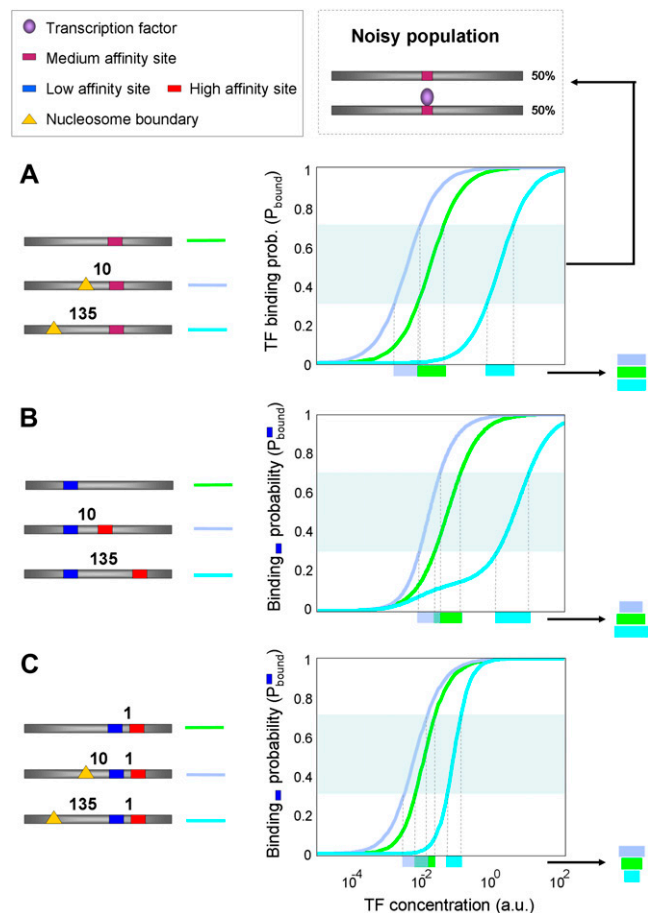 Transcription factor
Medium affinity site
Low affinity site High affinity site
Nucleosome boundary
Noisy population
50%
50%
A
10
135
TF binding prob. (Pbound)
1
0.8
0.6
0.4
0.2
0
B
10
135
Binding probability (Pbound)
1
0.8
0.6
0.4
0.2
0
C
1
10 1
135 1
Binding probability (Pbound)
1
0.8
0.6
0.4
0.2
0
10-4 10-2 100 102
TF concentration (a.u.)